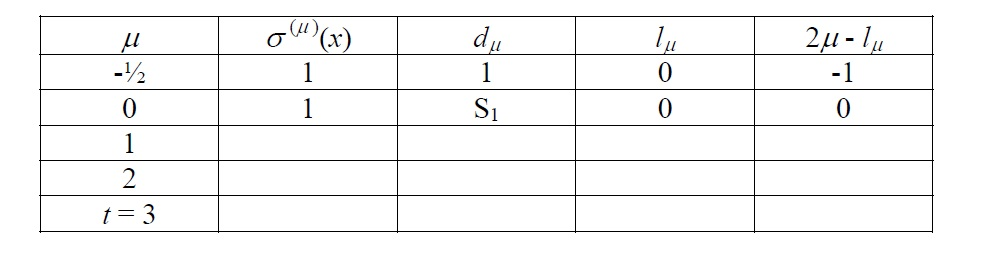 μ σ^(μ)(x) d_μ l_μ 2μ - l_μ
-½ 1 1 0 -1
0 1 S₁ 0 0
1
2
t = 3